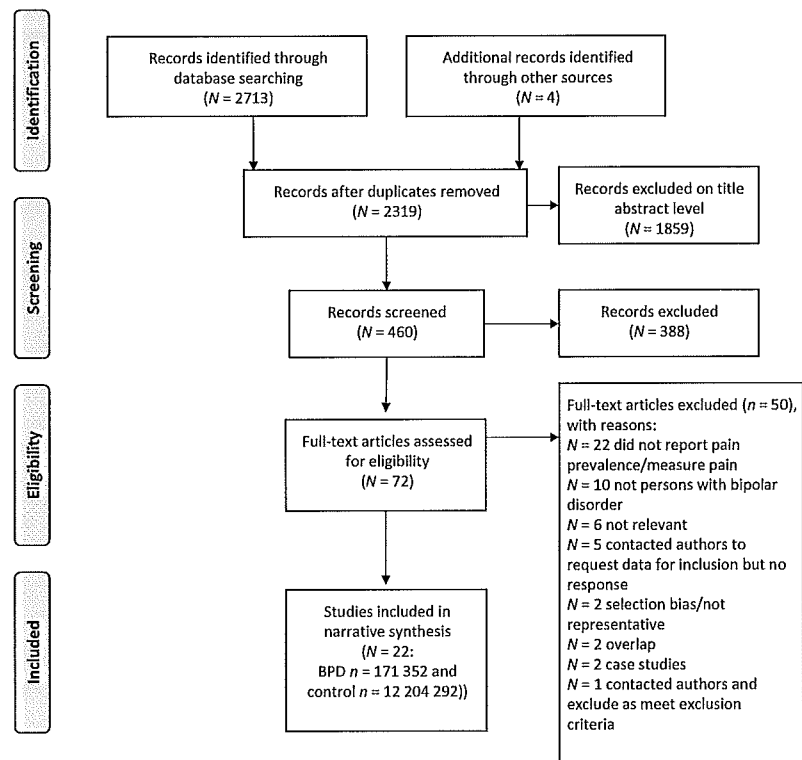 Identification
Records identified through
database searching
(N = 2713)
Additional records identified
through other sources
(N = 4)
Records after duplicates removed
(N = 2319)
Records excluded on title
abstract level
(N = 1859)
Screening
Records screened
(N = 460)
Records excluded
(N = 388)
Eligibility
Full-text articles assessed
for eligibility
(N = 72)
Full-text articles excluded (n = 50),
with reasons:
N = 22 did not report pain
prevalence/measure pain
N = 10 not persons with bipolar
disorder
N = 6 not relevant
N = 5 contacted authors to
request data for inclusion but no
response
N = 2 selection bias/not
representative
N = 2 overlap
N = 2 case studies
N = 1 contacted authors and
exclude as meet exclusion
criteria
Included
Studies included in
narrative synthesis
(N = 22:
BPD n = 171 352 and
control n = 12 204 292))